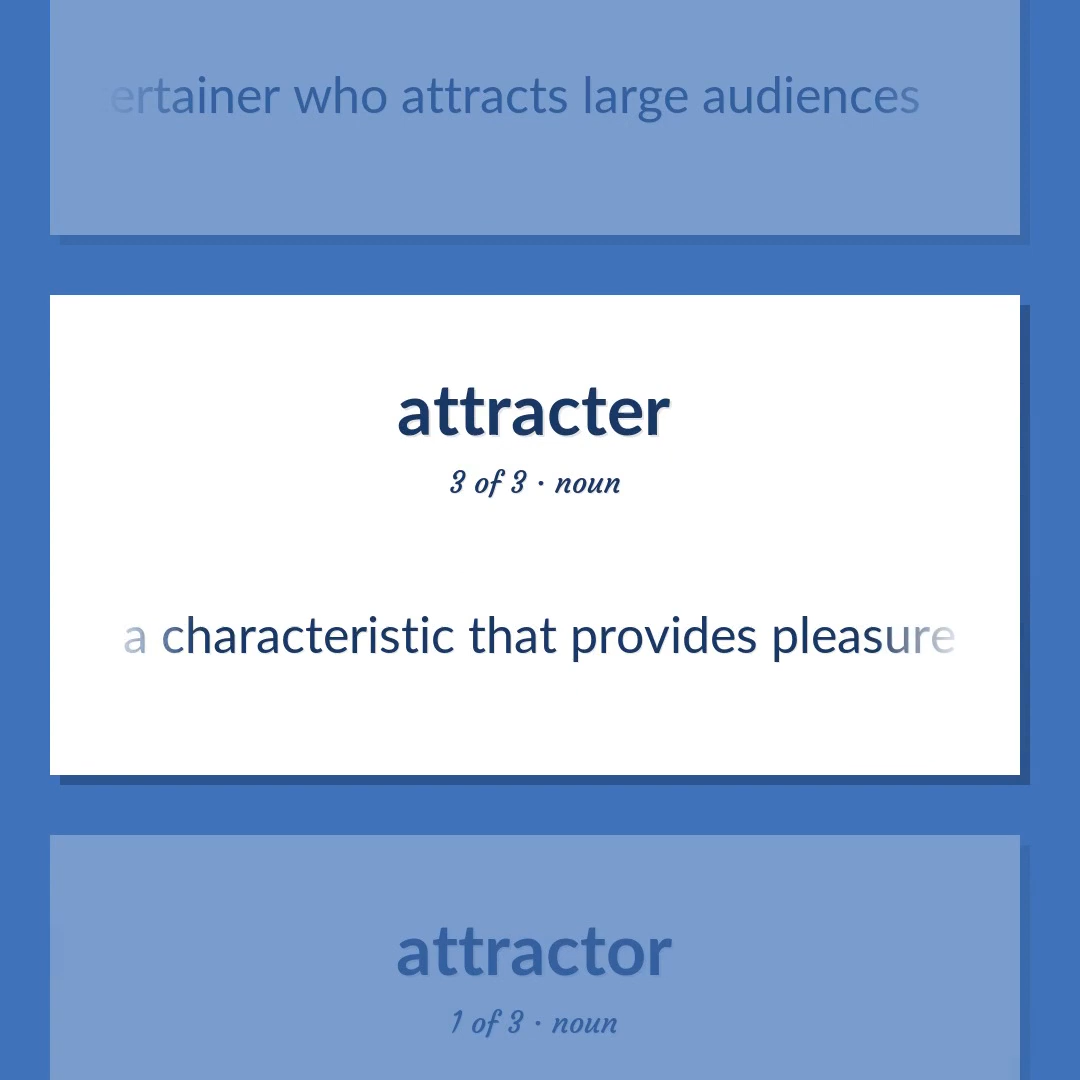 ertainer who attracts large audiences
attracter
3 of 3 · noun
a characteristic that provides pleasure
attractor
1 of 3 · noun